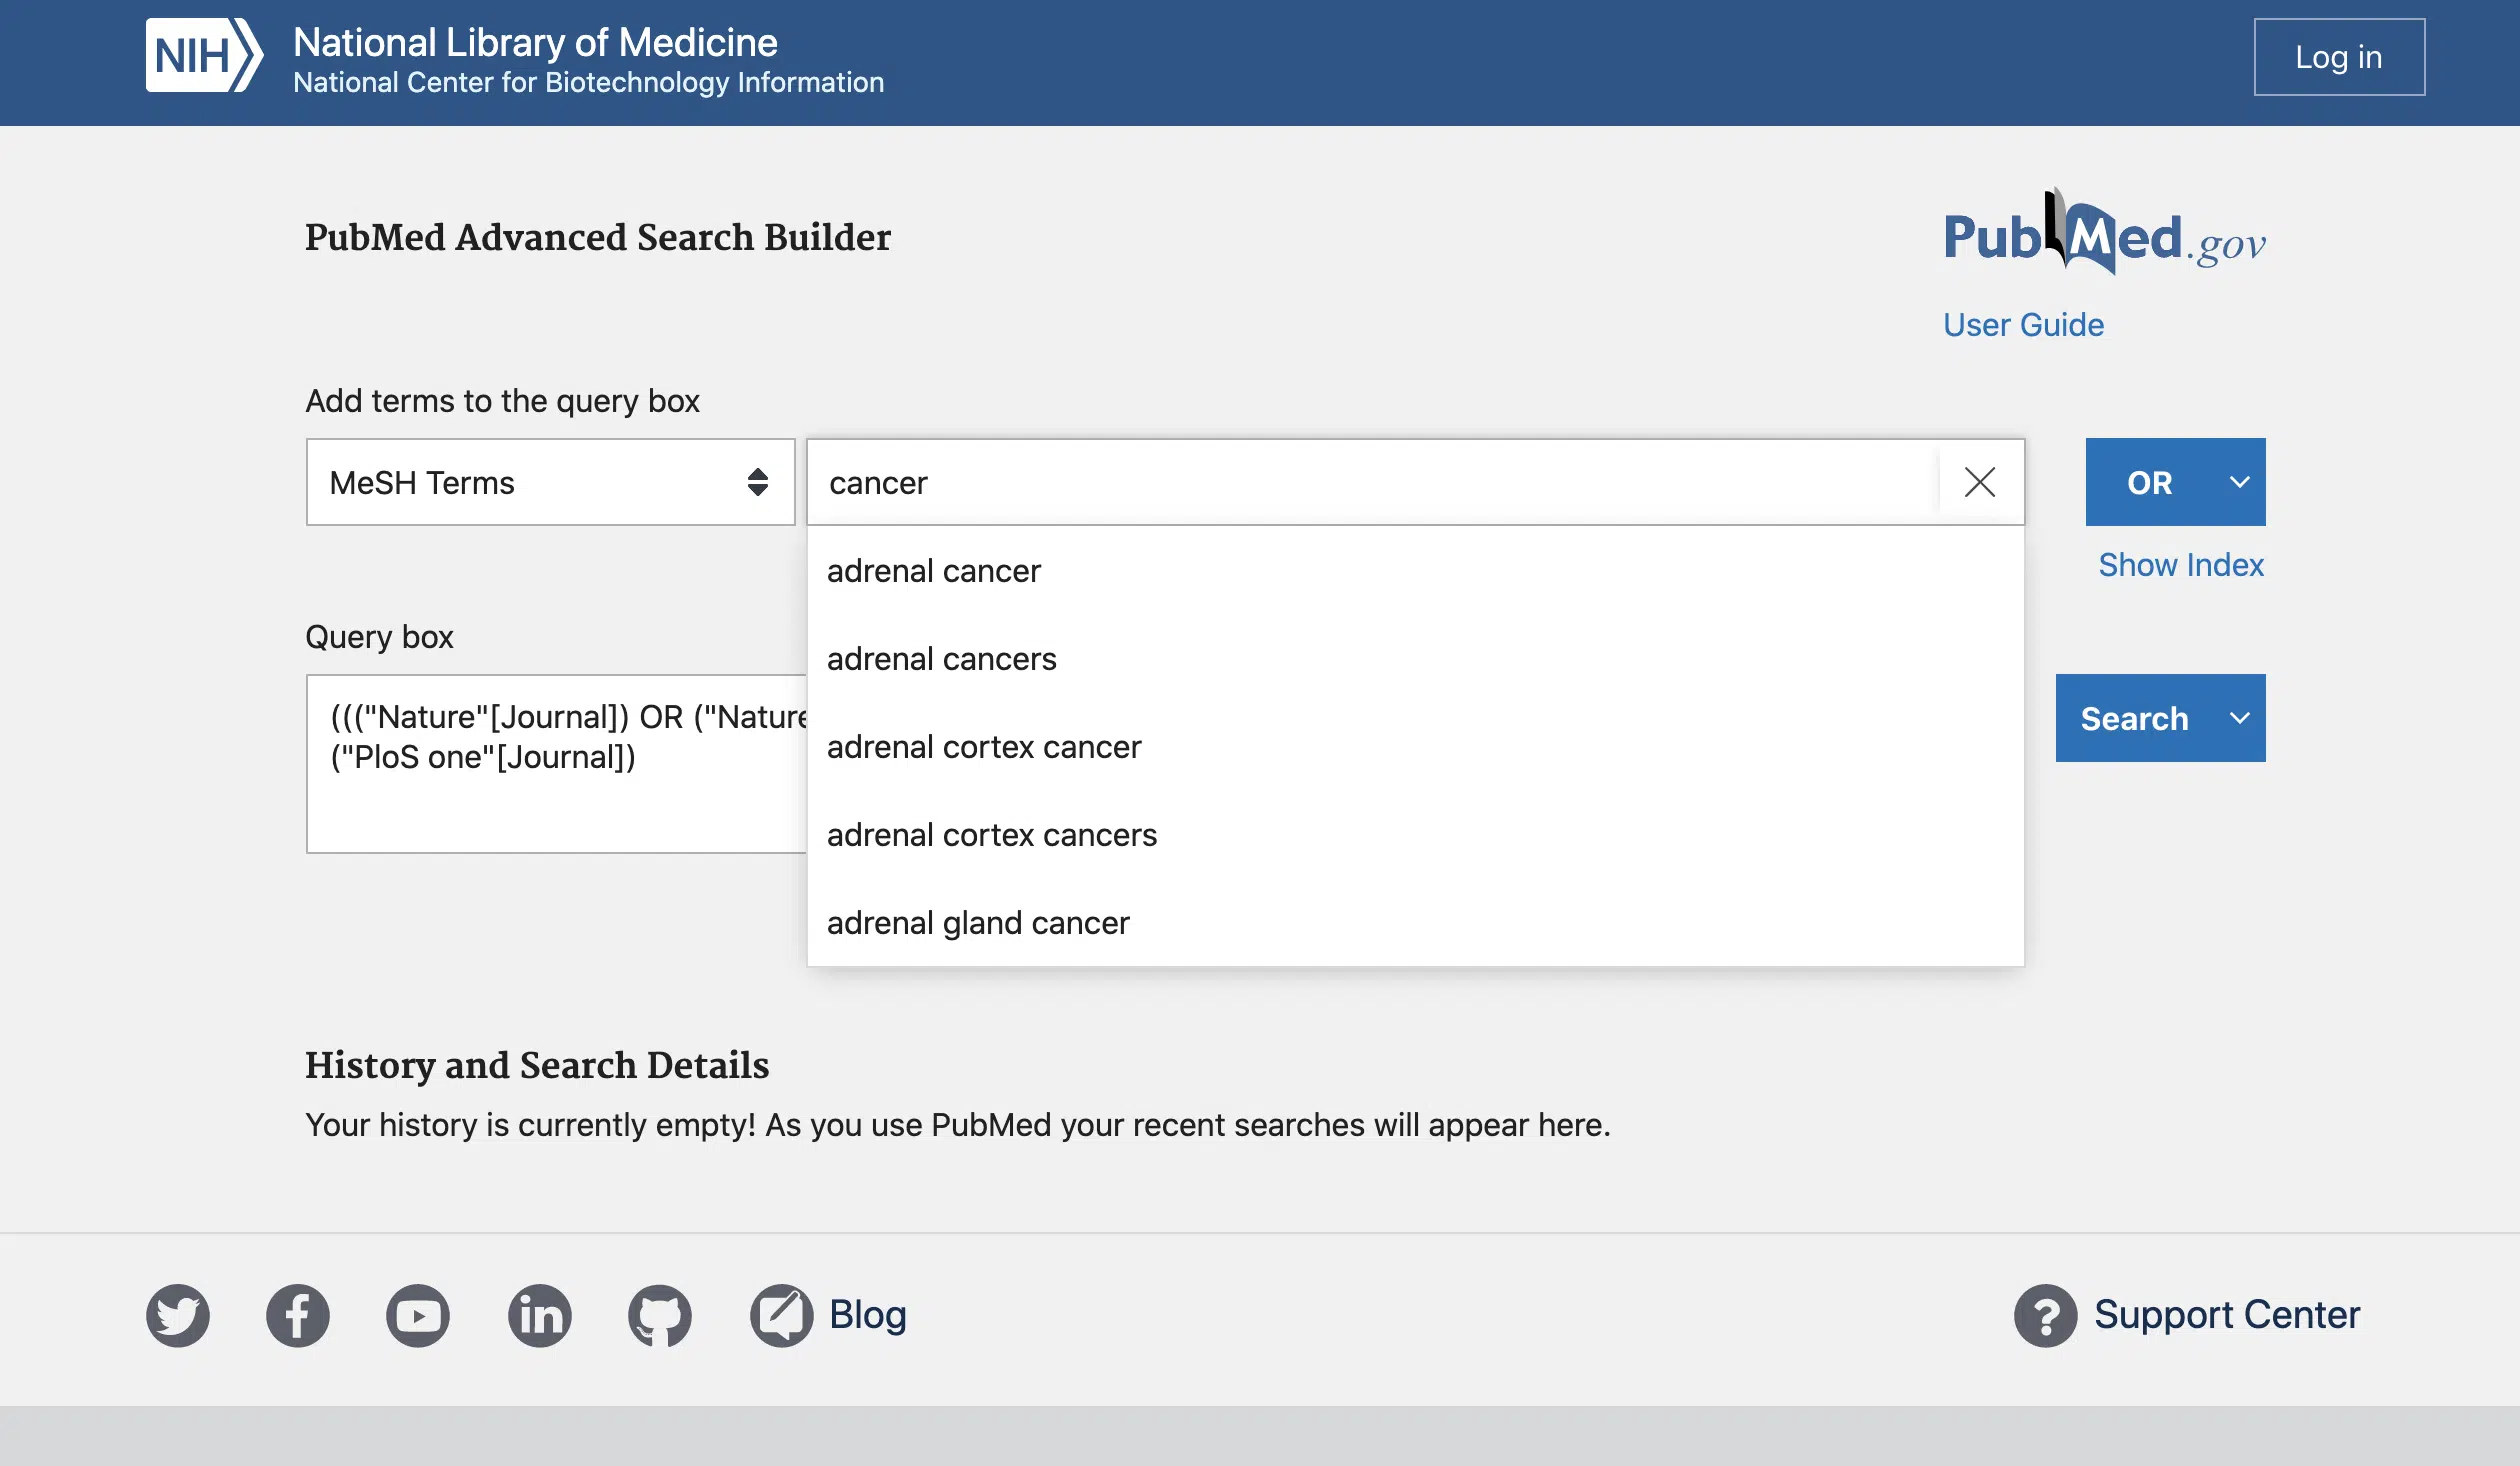 NIH
National Library of Medicine
National Center for Biotechnology Information
Log in
PubMed Advanced Search Builder
PubMed.gov
User Guide
Add terms to the query box
MeSH Terms
cancer
OR
Show Index
adrenal cancer
adrenal cancers
adrenal cortex cancer
adrenal cortex cancers
adrenal gland cancer
Query box
((("Nature"[Journal]) OR ("Nature
("PloS one"[Journal])
Search
History and Search Details
Your history is currently empty! As you use PubMed your recent searches will appear here.
Blog
Support Center